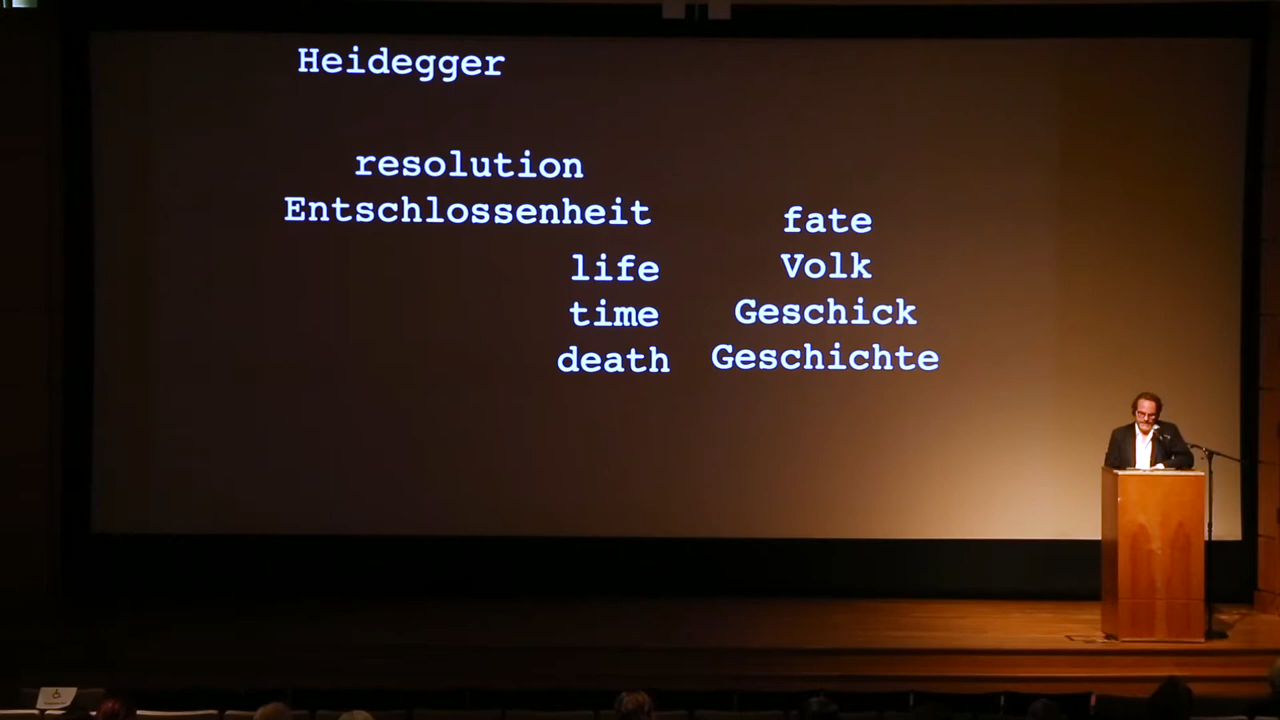 Heidegger
resolution
Entschlossenheit
life
time
death
fate
Volk
Geschick
Geschichte